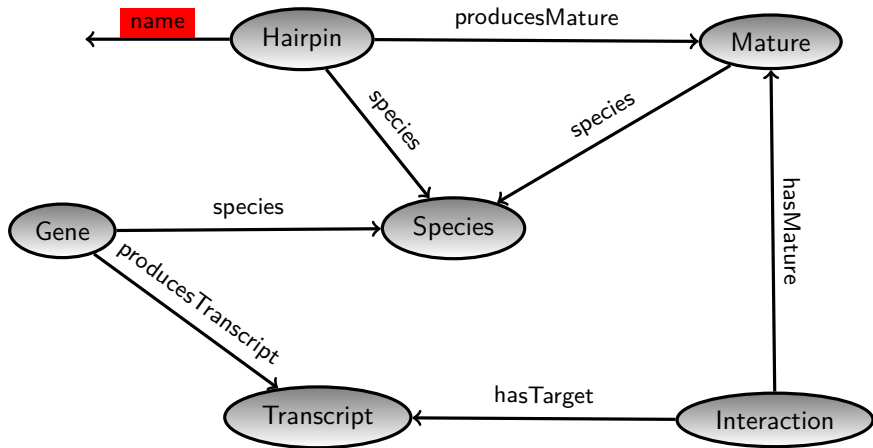 name
Hairpin
producesMature
Mature
species
species
Gene
species
Species
hasMature
producesTranscript
Transcript
hasTarget
Interaction